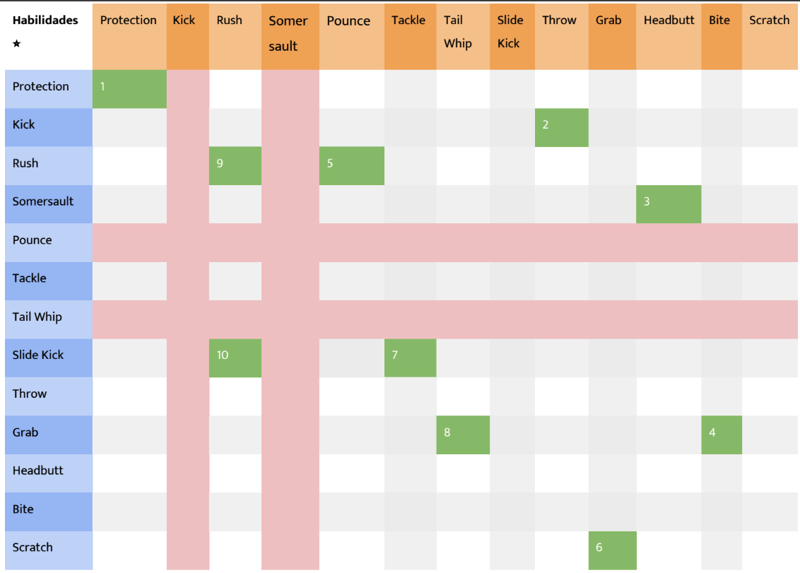 Habilidades Protection Kick Rush Somer Pounce Tackle Tail Slide Throw Grab Headbutt Bite Scratch
★ sault Whip Kick
Protection 1
Kick 2
Rush 9 5
Somersault 3
Pounce
Tackle
Tail Whip
Slide Kick 10 7
Throw
Grab 8 4
Headbutt
Bite
Scratch 6